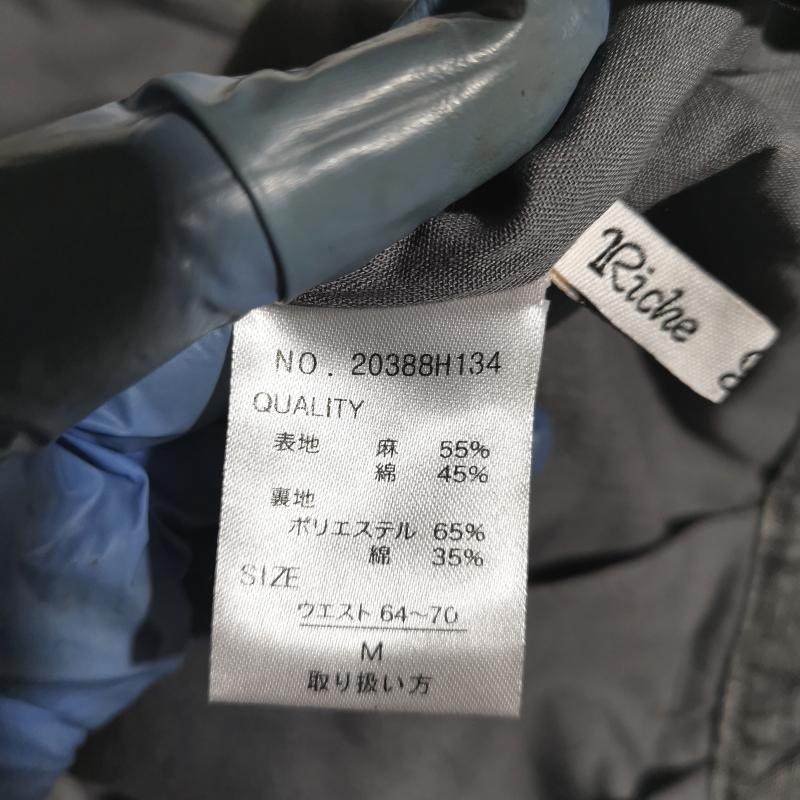 Riche
NO. 20388H134
QUALITY
表地 麻 55%
綿 45%
裏地
ポリエステル 65%
綿 35%
SIZE
ウエスト 64～70
M
取り扱い方